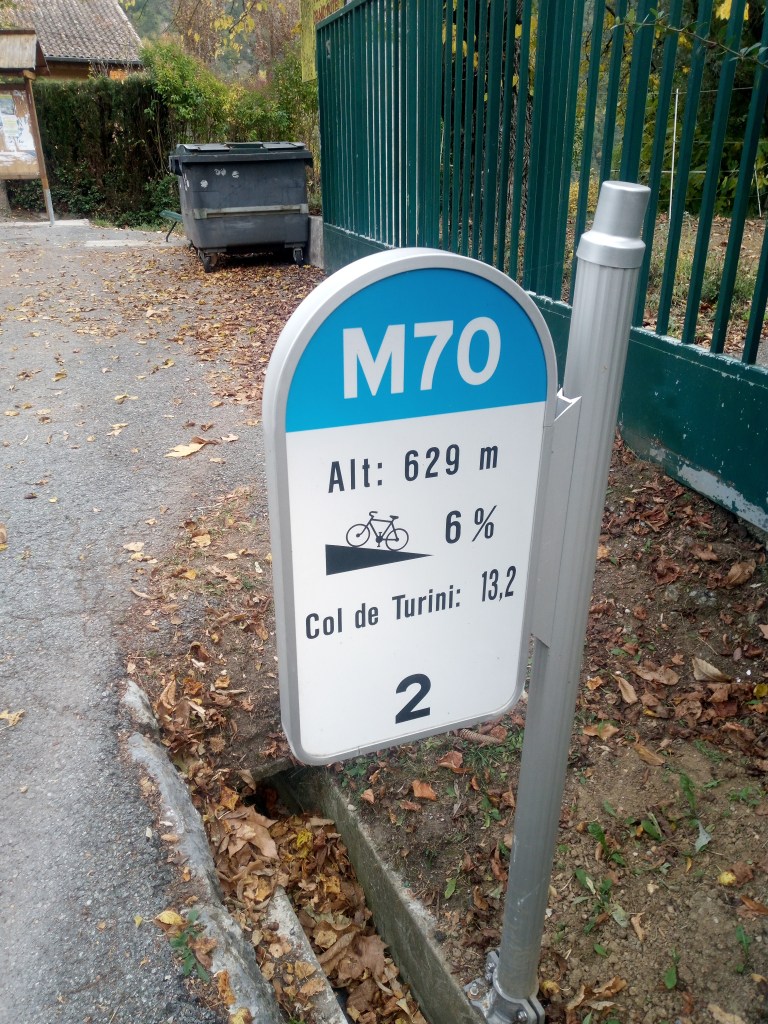 M70
Alt: 629 m
6 %
Col de Turini: 13,2
2